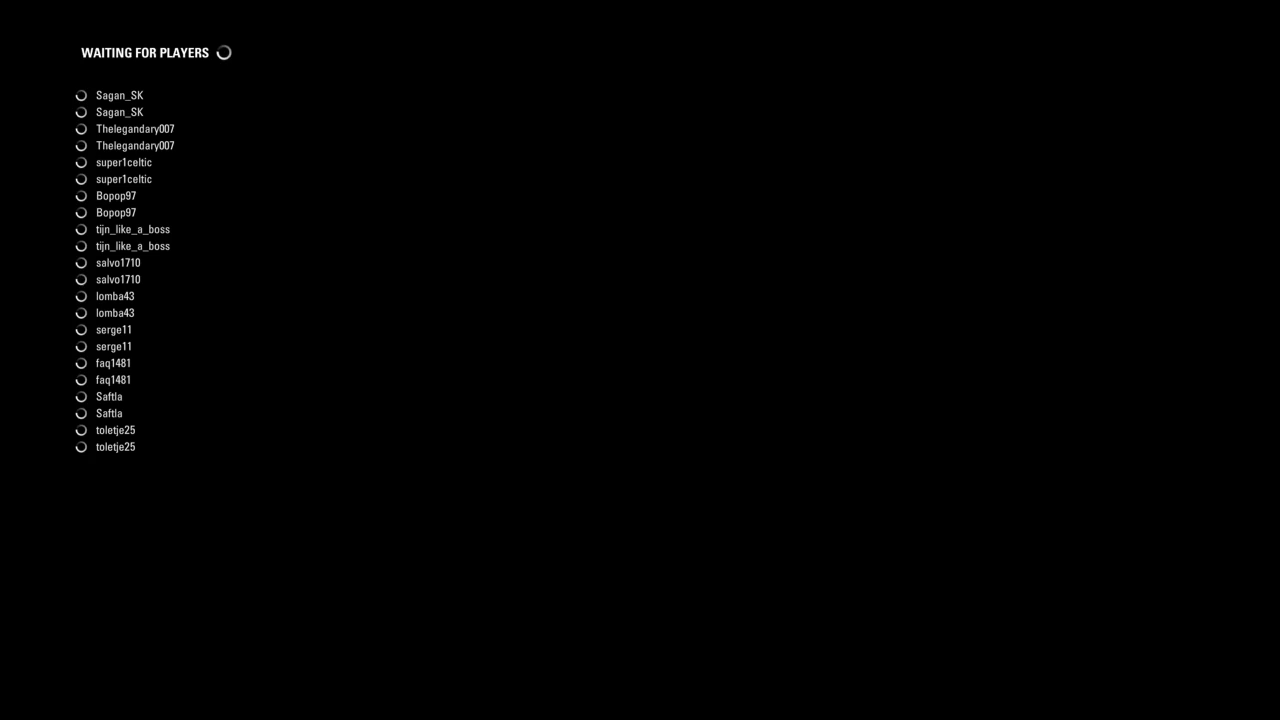 WAITING FOR PLAYERS
Sagan_SK
Sagan_SK
Thelegandary007
Thelegandary007
super1celtic
super1celtic
Bopop97
Bopop97
tijn_like_a_boss
tijn_like_a_boss
salvo1710
salvo1710
lomba43
lomba43
serge11
serge11
faq1481
faq1481
Saftla
Saftla
toletje25
toletje25